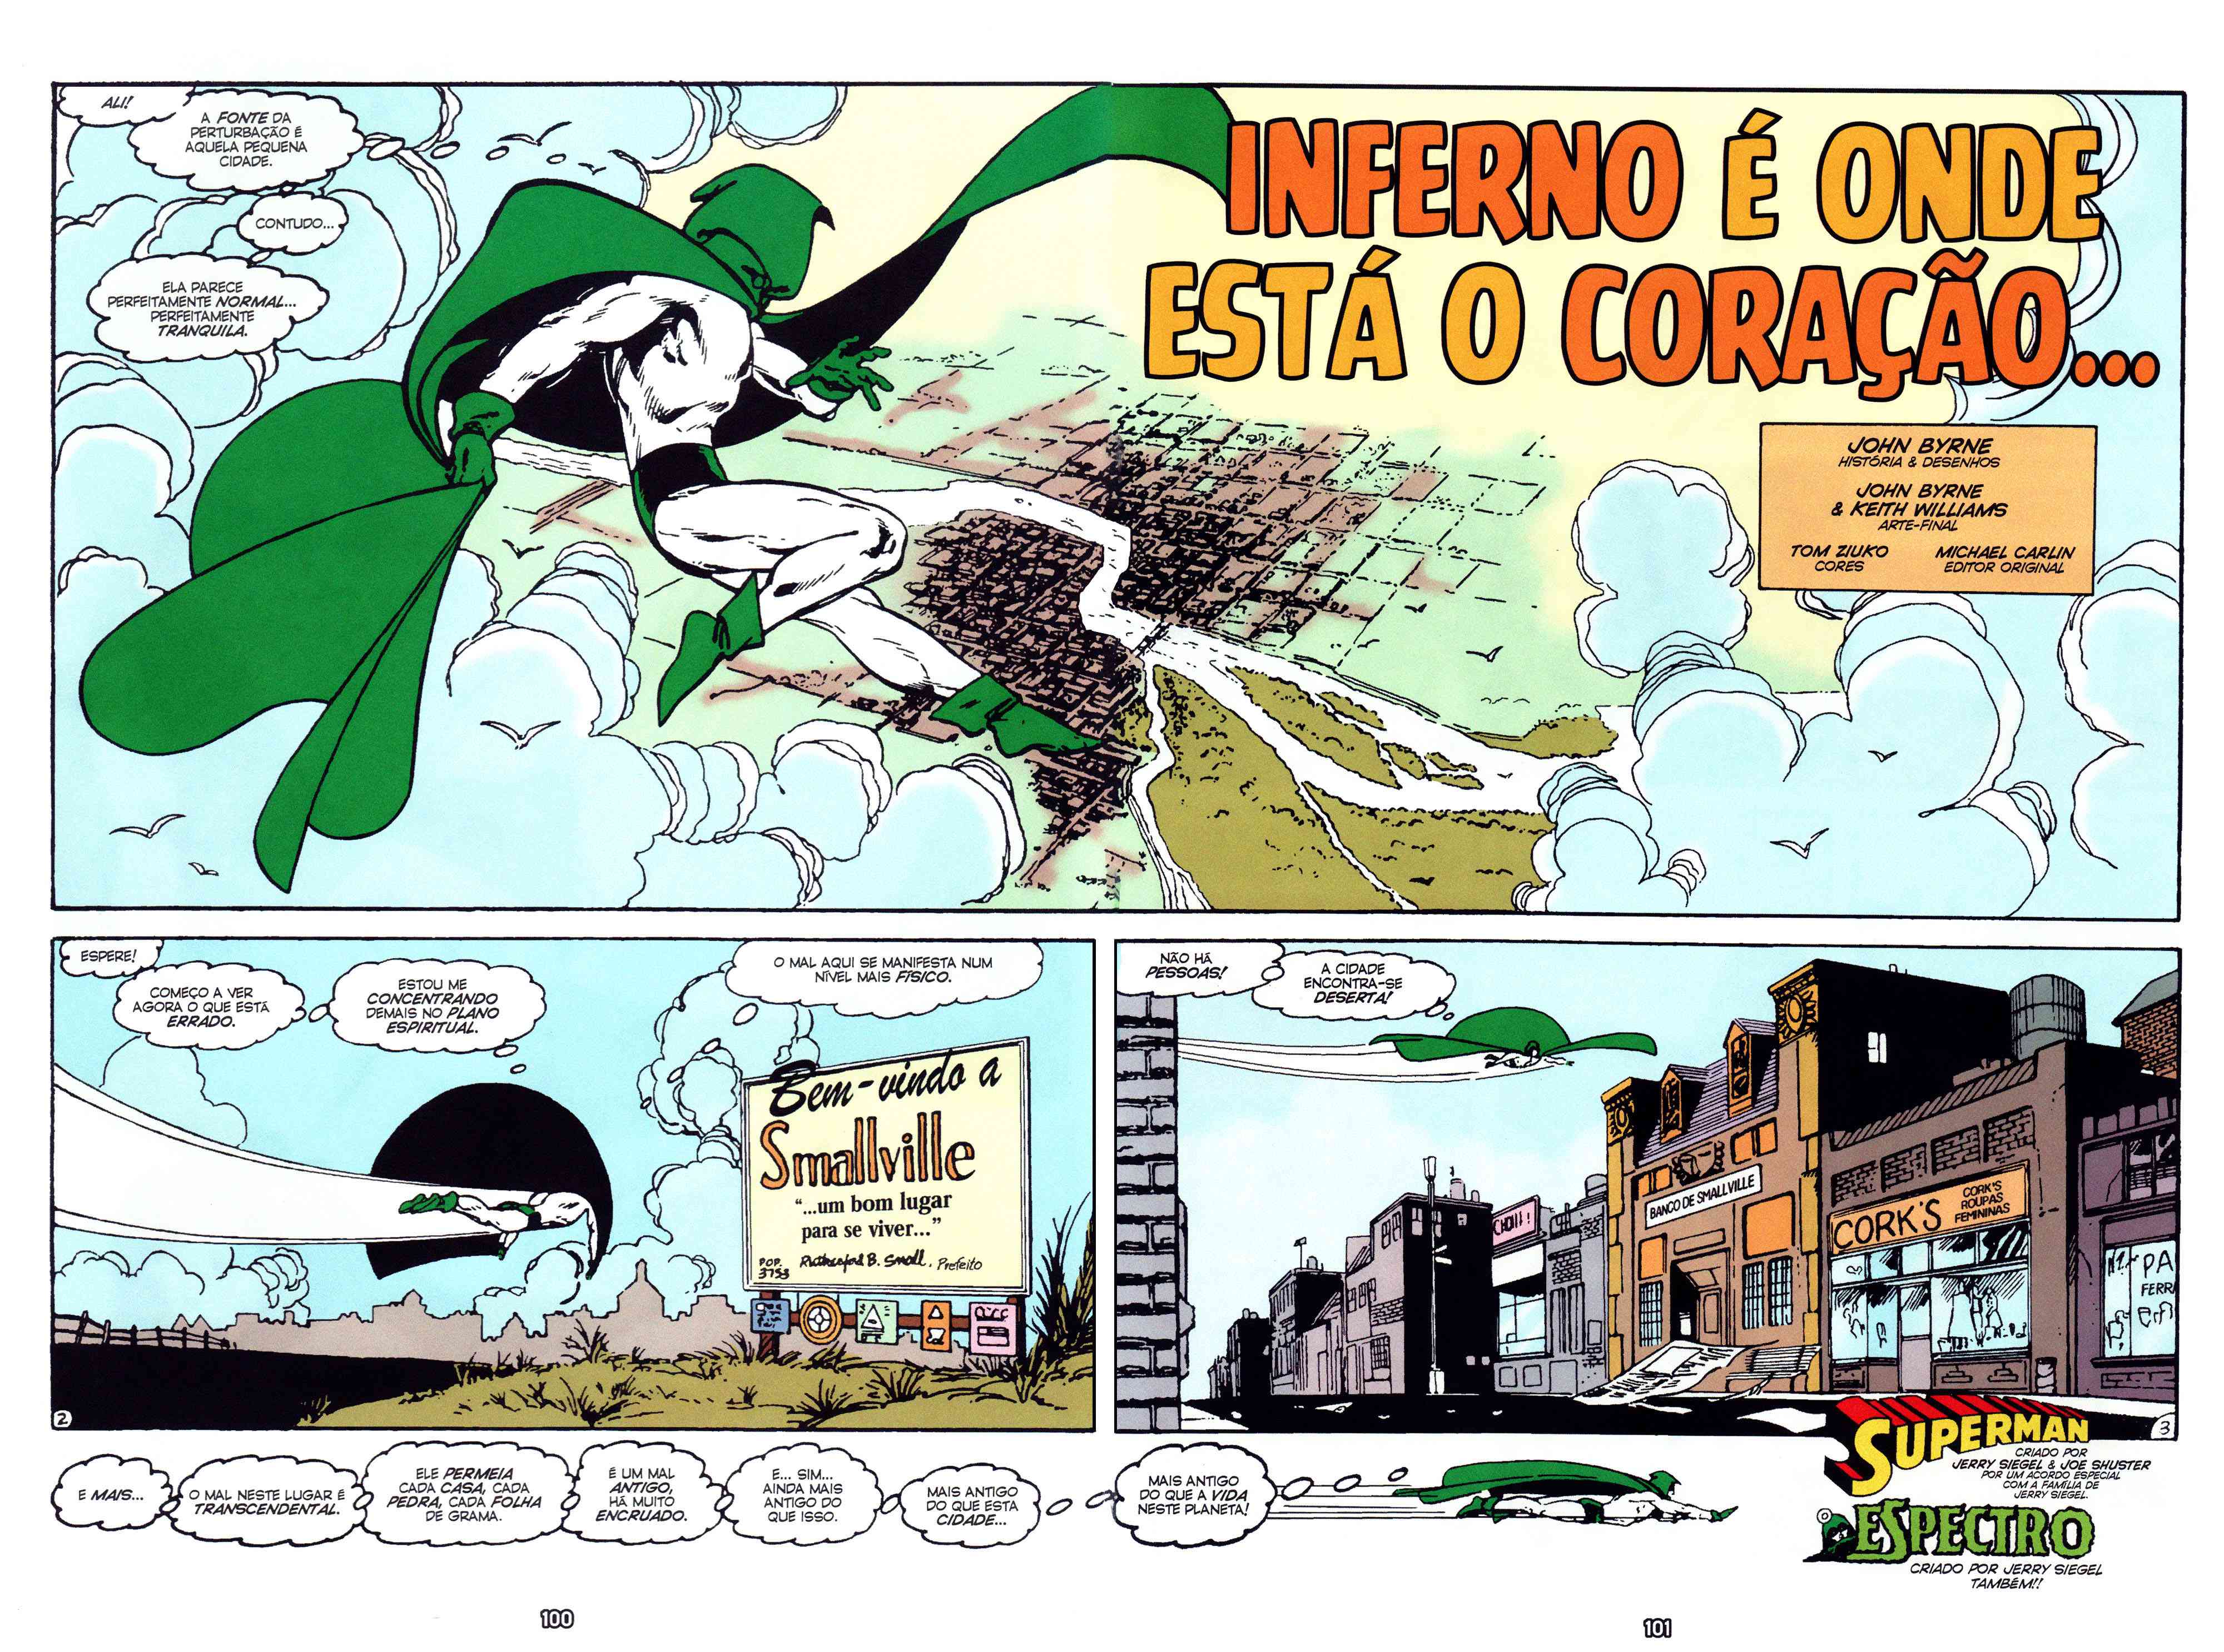 ALI!
A FONTE DA
PERTURBAÇÃO É
AQUELA PEQUENA
CIDADE.
CONTUDO...
ELA PARECE
PERFEITAMENTE NORMAL...
PERFEITAMENTE
TRANQUILA.
INFERNO É ONDE
ESTÁ O CORAÇÃO...
JOHN BYRNE
HISTÓRIA & DESENHOS
JOHN BYRNE
& KEITH WILLIAMS
ARTE-FINAL
TOM ZIUKO
CORES
MICHAEL CARLIN
EDITOR ORIGINAL
ESPERE!
COMEÇO A VER
AGORA O QUE ESTÁ
ERRADO.
ESTOU ME
CONCENTRANDO
DEMAIS NO PLANO
ESPIRITUAL.
O MAL AQUI SE MANIFESTA NUM
NÍVEL MAIS FÍSICO.
Bem-vindo a
Smallville
"...um bom lugar
para se viver..."
POP.
3753
Rutherford B. Small, Prefeito
2
NÃO HÁ
PESSOAS!
A CIDADE
ENCONTRA-SE
DESERTA!
BANCO DE SMALLVILLE
CORK'S
CORK'S
ROUPAS
FEMININAS
PA
FERR
3
E MAIS...
O MAL NESTE LUGAR É
TRANSCENDENTAL.
ELE PERMEIA
CADA CASA, CADA
PEDRA, CADA FOLHA
DE GRAMA.
É UM MAL
ANTIGO,
HÁ MUITO
ENCRUADO.
E... SIM...
AINDA MAIS
ANTIGO DO
QUE ISSO.
MAIS ANTIGO
DO QUE ESTA
CIDADE...
MAIS ANTIGO
DO QUE A VIDA
NESTE PLANETA!
SUPERMAN
CRIADO POR
JERRY SIEGEL & JOE SHUSTER
POR UM ACORDO ESPECIAL
COM A FAMÍLIA DE
JERRY SIEGEL.
ESPECTRO
CRIADO POR JERRY SIEGEL
TAMBÉM!!
100
101